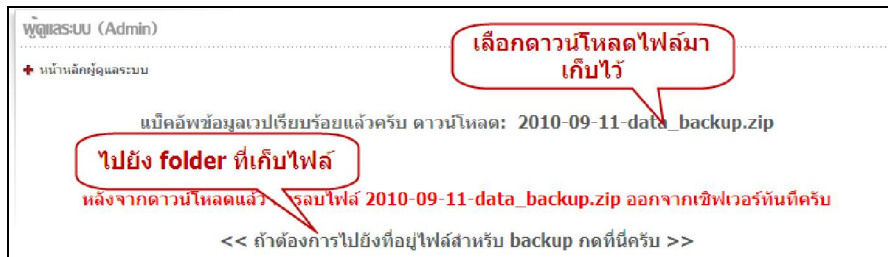 ผู้ดูแลระบบ (Admin)
เลือกดาวน์โหลดไฟล์มา
เก็บไว้
หน้าหลักผู้ดูแลระบบ
แบ็คอัพข้อมูลเวปเรียบร้อยแล้วครับ ดาวน์โหลด: 2010-09-11-data_backup.zip
ไปยัง folder ที่เก็บไฟล์
หลังจากดาวน์โหลดแล้ว รลบไฟล์ 2010-09-11-data_backup.zip ออกจากเซิฟเวอร์ทันทีครับ
<< ถ้าต้องการไปยังที่อยู่ไฟล์สำหรับ backup กดที่นี่ครับ >>